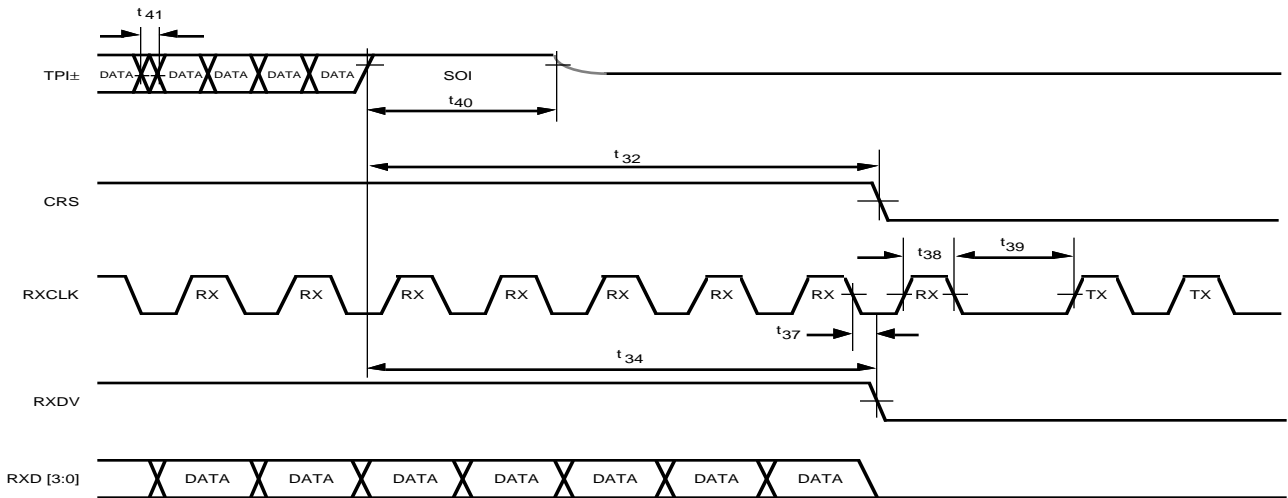 t41
TPI± DATA DATA DATA DATA DATA SOI
t40
t32
CRS
t38 t39
RXCLK RX RX RX RX RX RX RX RX TX TX
t37
t34
RXDV
RXD [3:0] DATA DATA DATA DATA DATA DATA DATA